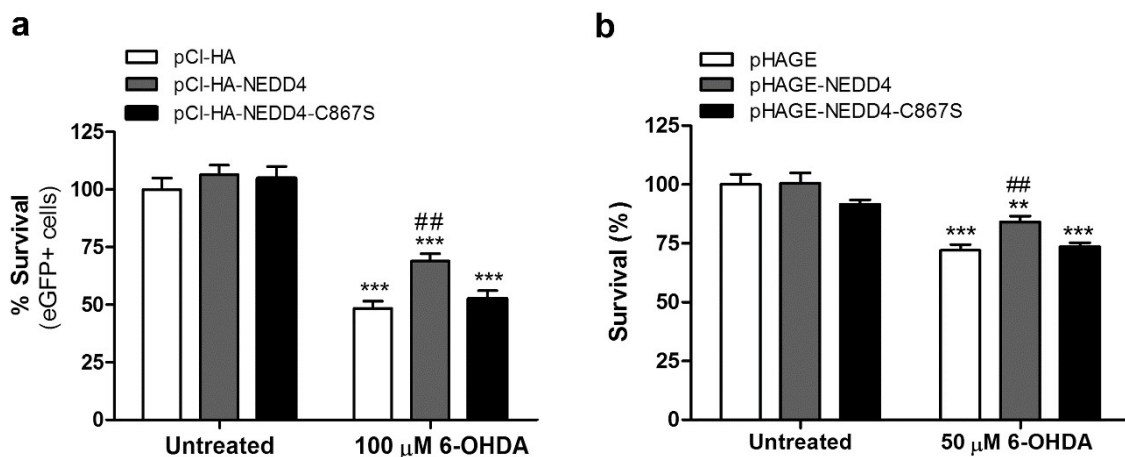 a
pCI-HA
pCI-HA-NEDD4
pCI-HA-NEDD4-C867S
% Survival
(eGFP+ cells)
125
100
75
50
25
0
***
##
***
***
Untreated
100 μM 6-OHDA
b
pHAGE
pHAGE-NEDD4
pHAGE-NEDD4-C867S
Survival (%)
125
100
75
50
25
0
***
##
**
***
Untreated
50 μM 6-OHDA